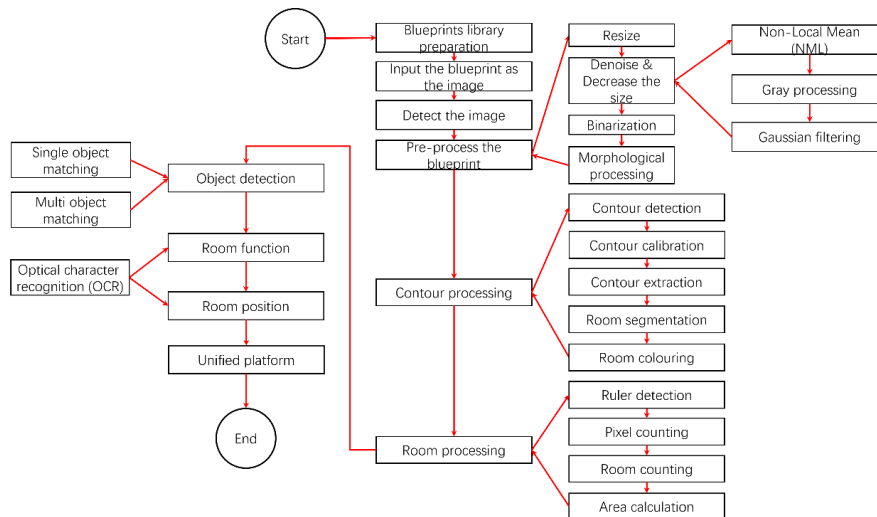 Start
Blueprints library
preparation
Input the blueprint as
the image
Detect the image
Pre-process the
blueprint
Resize
Denoise &
Decrease the
size
Binarization
Morphological
processing
Non-Local Mean
(NML)
Gray processing
Gaussian filtering
Contour processing
Contour detection
Contour calibration
Contour extraction
Room segmentation
Room colouring
Room processing
Ruler detection
Pixel counting
Room counting
Area calculation
Single object
matching
Multi object
matching
Object detection
Optical character
recognition (OCR)
Room function
Room position
Unified platform
End